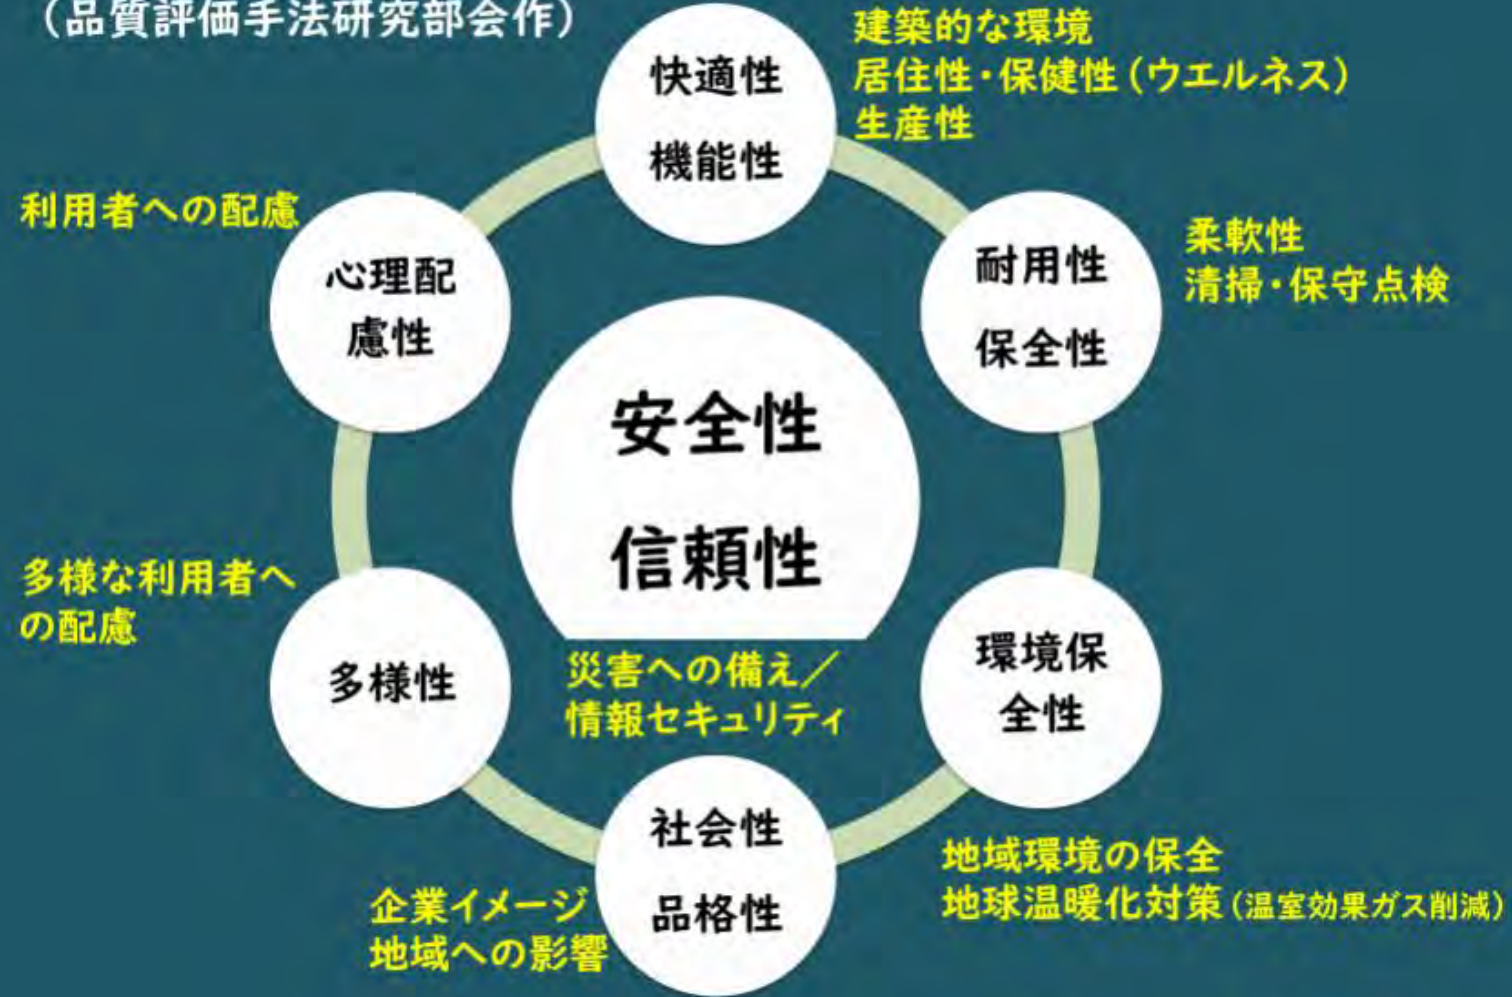 （品質評価手法研究部会作）
快適性
機能性
建築的な環境
居住性・保健性（ウエルネス）
生産性
利用者への配慮
心理配
慮性
耐用性
保全性
柔軟性
清掃・保守点検
安全性
信頼性
災害への備え／
情報セキュリティ
多様な利用者へ
の配慮
多様性
環境保
全性
地域環境の保全
地球温暖化対策（温室効果ガス削減）
社会性
品格性
企業イメージ
地域への影響